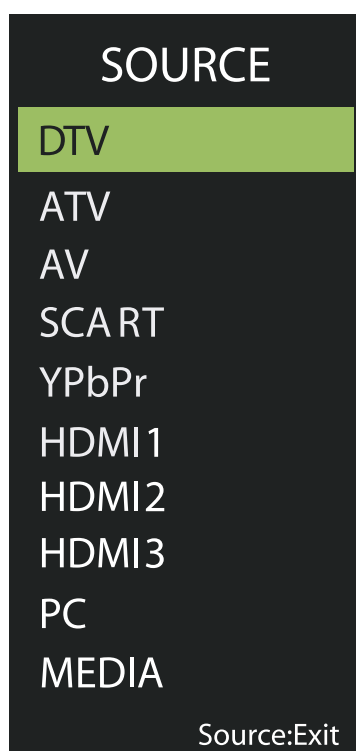 SOURCE
DTV
ATV
AV
SCART
YPbPr
HDMI1
HDMI2
HDMI3
PC
MEDIA
Source:Exit